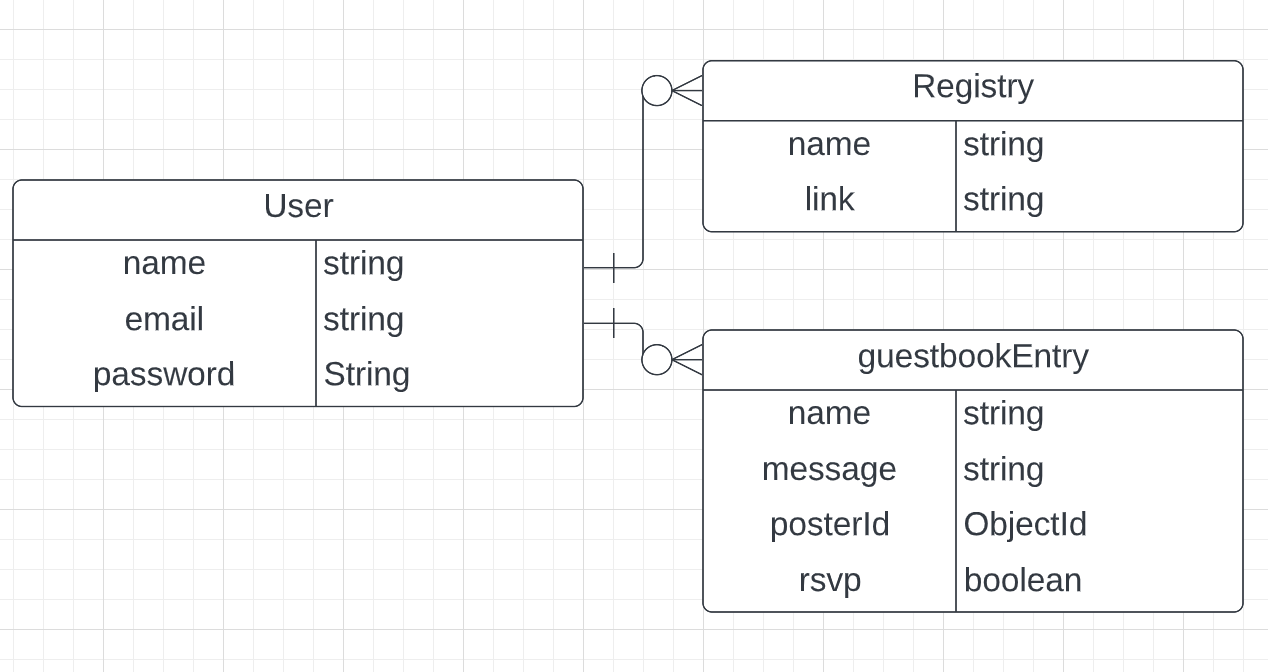 User
name string
email string
password String
Registry
name string
link string
guestbookEntry
name string
message string
posterId ObjectId
rsvp boolean